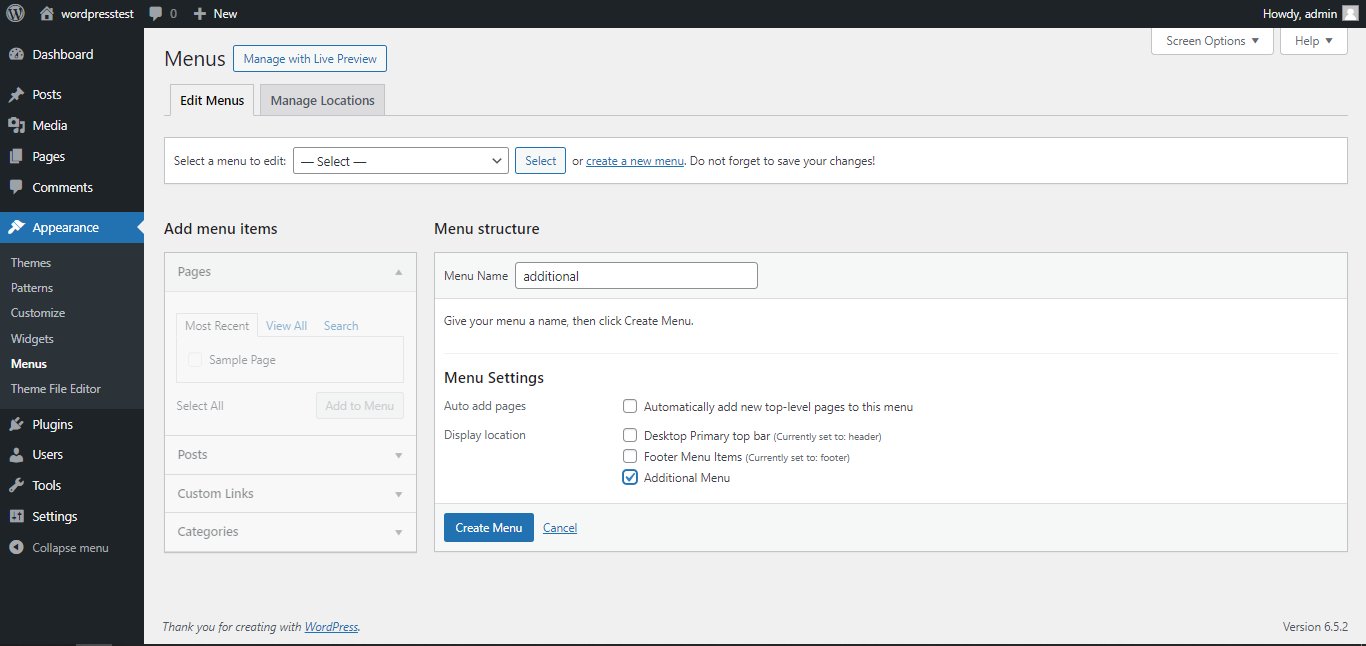 wordpresstest 0 New Howdy, admin
Dashboard
Posts
Media
Pages
Comments
Appearance
Themes
Patterns
Customize
Widgets
Menus
Theme File Editor
Plugins
Users
Tools
Settings
Collapse menu
Screen Options Help
Menus Manage with Live Preview
Edit Menus Manage Locations
Select a menu to edit: — Select — Select or create a new menu. Do not forget to save your changes!
Add menu items
Pages
Most Recent View All Search
Sample Page
Select All Add to Menu
Posts
Custom Links
Categories
Menu structure
Menu Name additional
Give your menu a name, then click Create Menu.
Menu Settings
Auto add pages Automatically add new top-level pages to this menu
Display location Desktop Primary top bar (Currently set to: header)
Footer Menu Items (Currently set to: footer)
Additional Menu
Create Menu Cancel
Thank you for creating with WordPress. Version 6.5.2